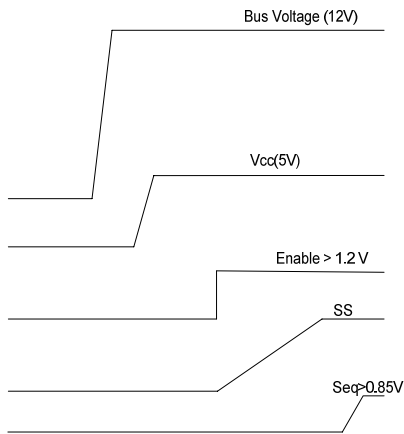 Bus Voltage (12V)
Vcc(5V)
Enable > 1.2 V
SS
Seq>0.85V